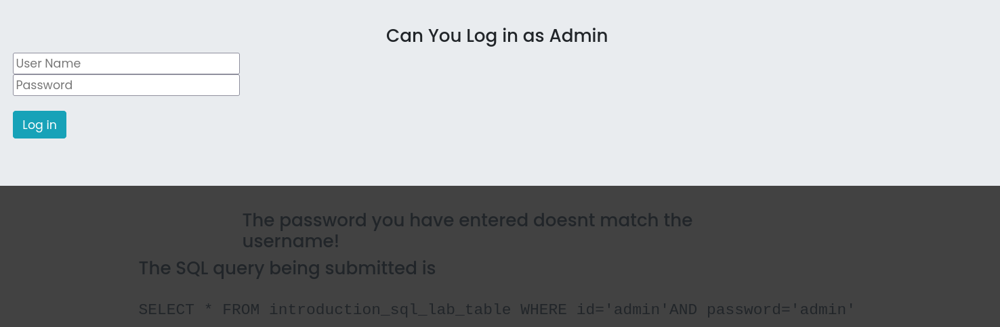 Can You Log in as Admin
User Name
Password
Log in
The password you have entered doesnt match the
username!
The SQL query being submitted is
SELECT * FROM introduction_sql_lab_table WHERE id='admin'AND password='admin'